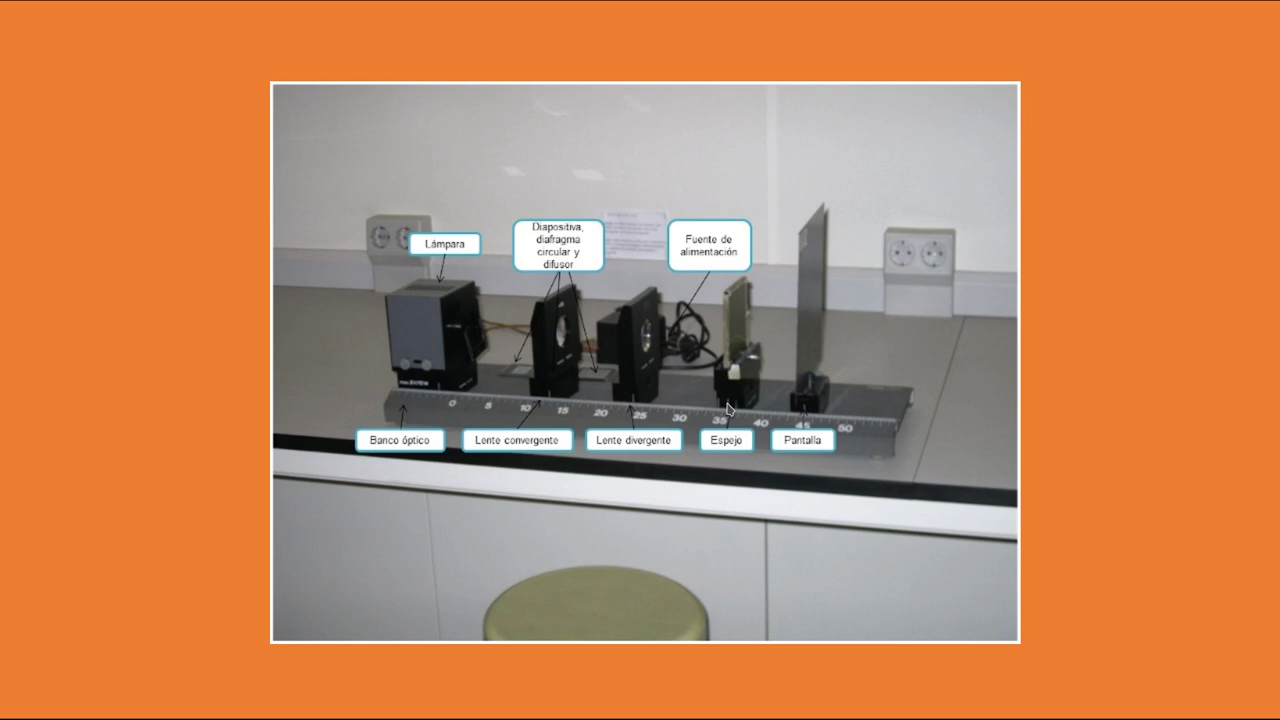 Lámpara
Diapositiva,
diafragma
circular y
difusor
Fuente de
alimentación
0 5 10 15 20 25 30 35 40 45 50
Banco óptico
Lente convergente
Lente divergente
Espejo
Pantalla